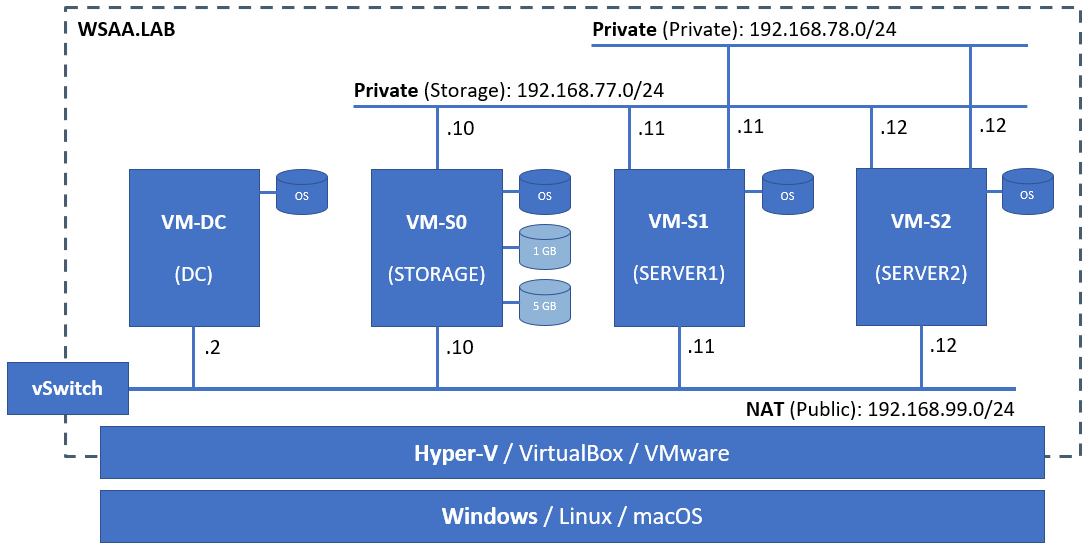 WSAA.LAB
Private (Private): 192.168.78.0/24
Private (Storage): 192.168.77.0/24
.10
.11
.11
.12
.12
VM-DC
(DC)
OS
VM-S0
(STORAGE)
OS
1 GB
5 GB
VM-S1
(SERVER1)
OS
VM-S2
(SERVER2)
OS
.2
.10
.11
.12
vSwitch
NAT (Public): 192.168.99.0/24
Hyper-V / VirtualBox / VMware
Windows / Linux / macOS